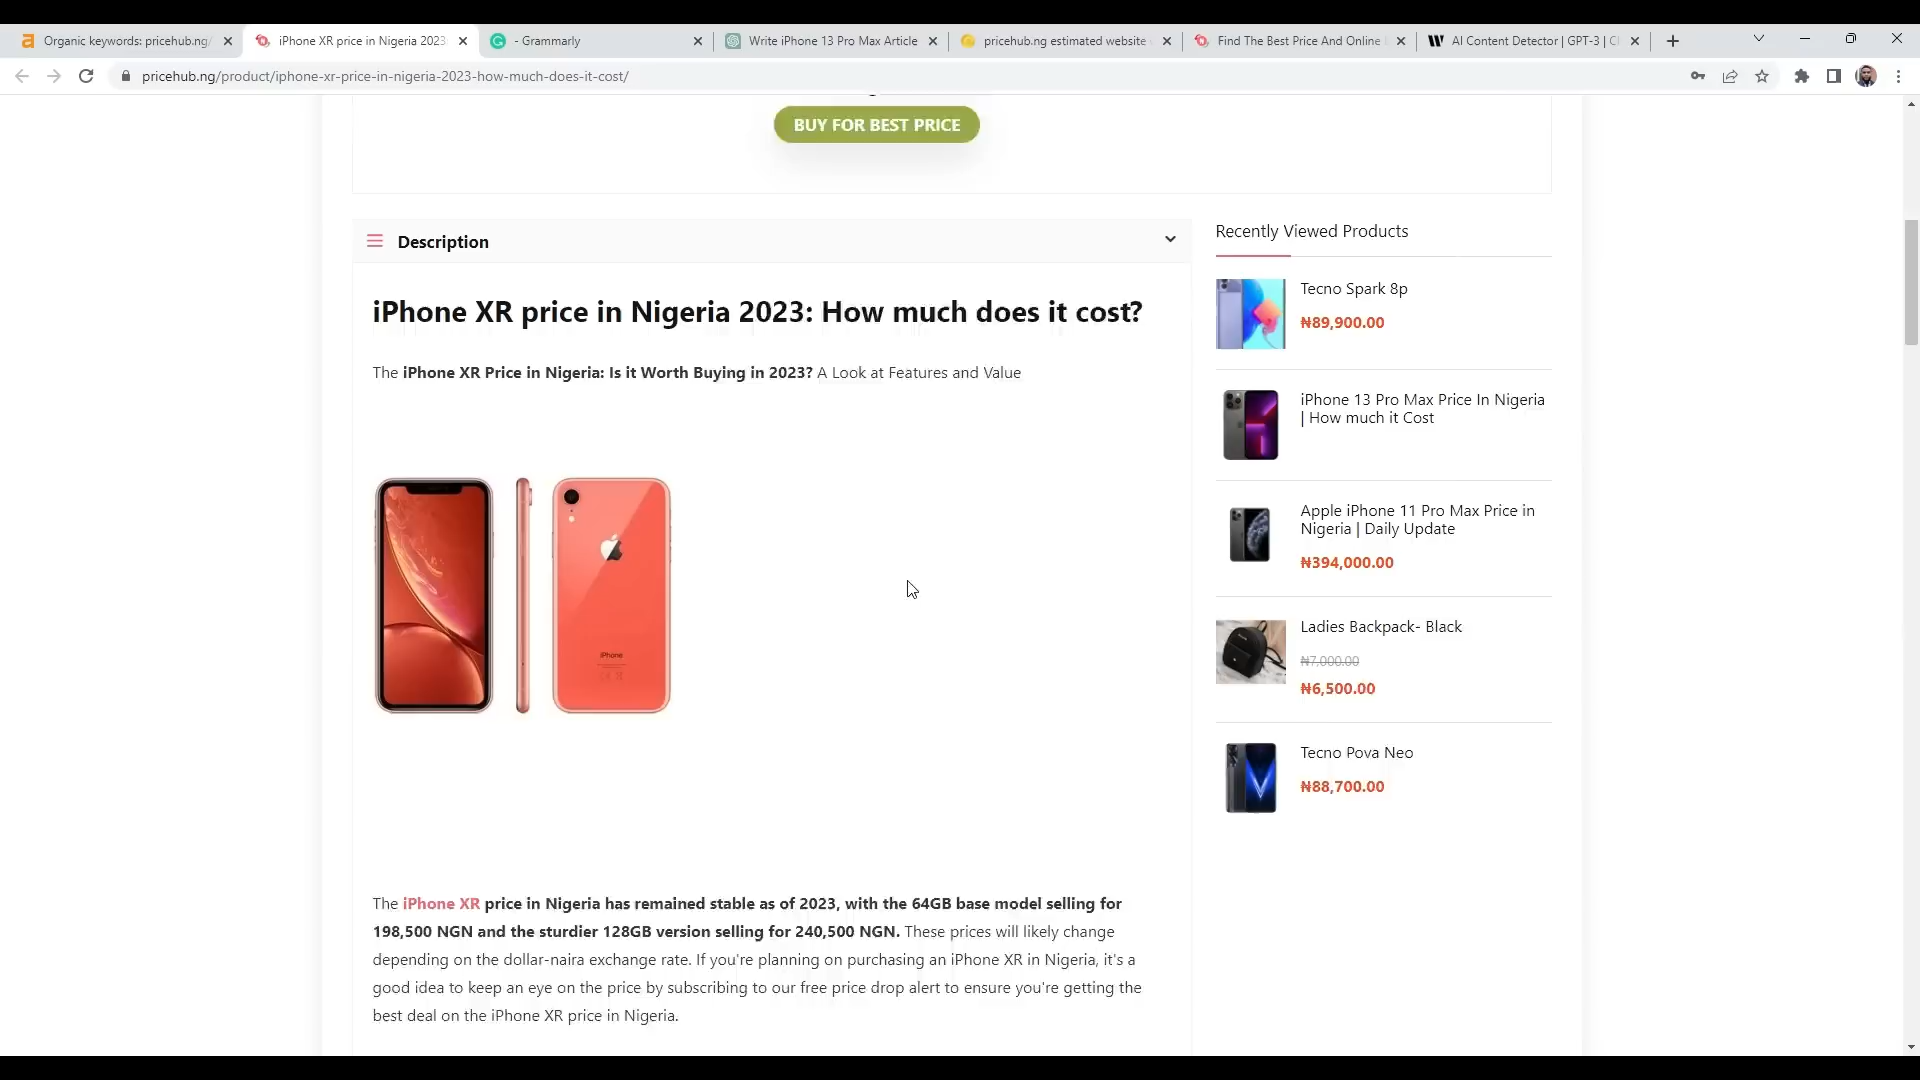 Organic keywords: pricehub.ng/
iPhone XR price in Nigeria 2023
- Grammarly
Write iPhone 13 Pro Max Article
pricehub.ng estimated website
Find The Best Price And Online
AI Content Detector | GPT-3 |
pricehub.ng/product/iphone-xr-price-in-nigeria-2023-how-much-does-it-cost/
BUY FOR BEST PRICE
Description
iPhone XR price in Nigeria 2023: How much does it cost?
The iPhone XR Price in Nigeria: Is it Worth Buying in 2023? A Look at Features and Value
iPhone
The iPhone XR price in Nigeria has remained stable as of 2023, with the 64GB base model selling for
198,500 NGN and the sturdier 128GB version selling for 240,500 NGN. These prices will likely change
depending on the dollar-naira exchange rate. If you're planning on purchasing an iPhone XR in Nigeria, it's a
good idea to keep an eye on the price by subscribing to our free price drop alert to ensure you're getting the
best deal on the iPhone XR price in Nigeria.
Recently Viewed Products
Tecno Spark 8p
₦89,900.00
iPhone 13 Pro Max Price In Nigeria
| How much it Cost
Apple iPhone 11 Pro Max Price in
Nigeria | Daily Update
₦394,000.00
Ladies Backpack- Black
₦7,000.00
₦6,500.00
Tecno Pova Neo
₦88,700.00